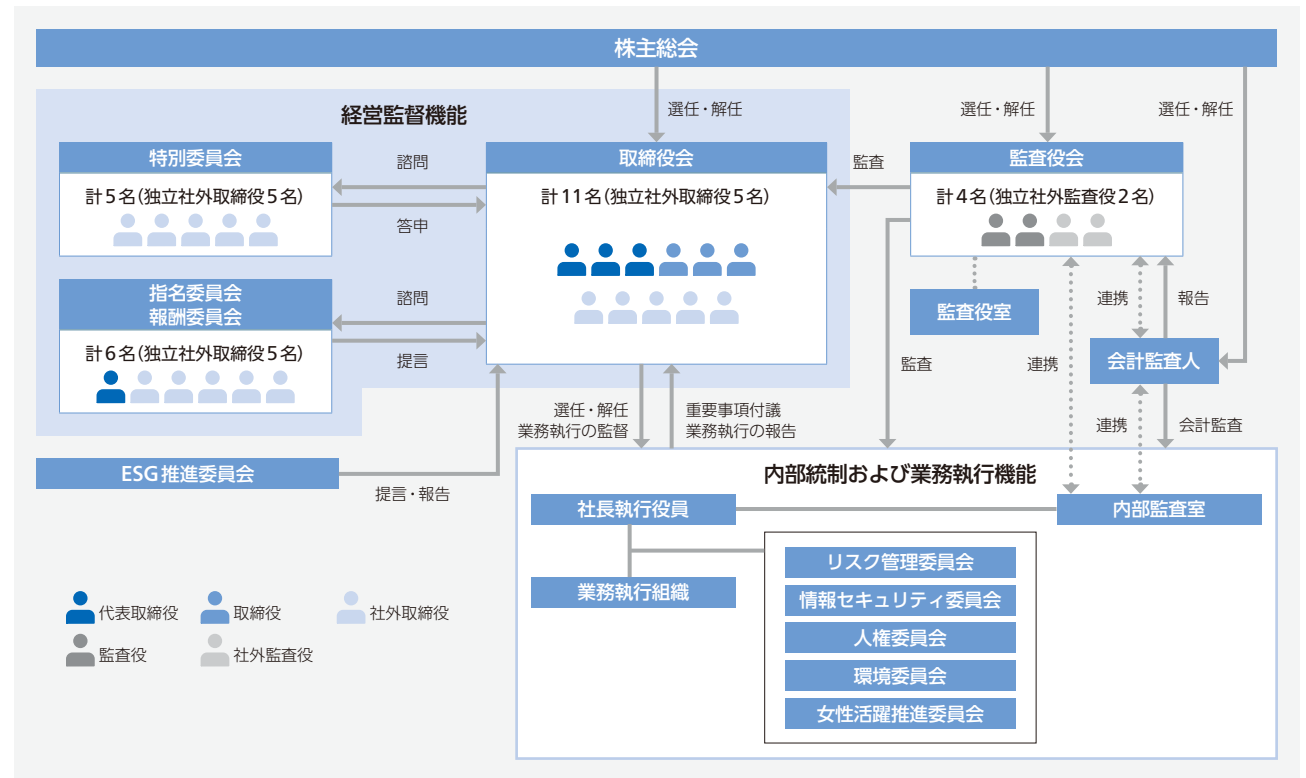 株主総会
経営監督機能
選任・解任
選任・解任
選任・解任
特別委員会
計5名(独立社外取締役5名)
諮問
答申
取締役会
計11名(独立社外取締役5名)
監査
監査役会
計4名(独立社外監査役2名)
指名委員会
報酬委員会
計6名(独立社外取締役5名)
諮問
提言
監査役室
連携
報告
監査
連携
会計監査人
選任・解任
業務執行の監督
重要事項付議
業務執行の報告
連携
会計監査
ESG推進委員会
提言・報告
内部統制および業務執行機能
社長執行役員
内部監査室
業務執行組織
リスク管理委員会
情報セキュリティ委員会
人権委員会
環境委員会
女性活躍推進委員会
代表取締役
取締役
社外取締役
監査役
社外監査役